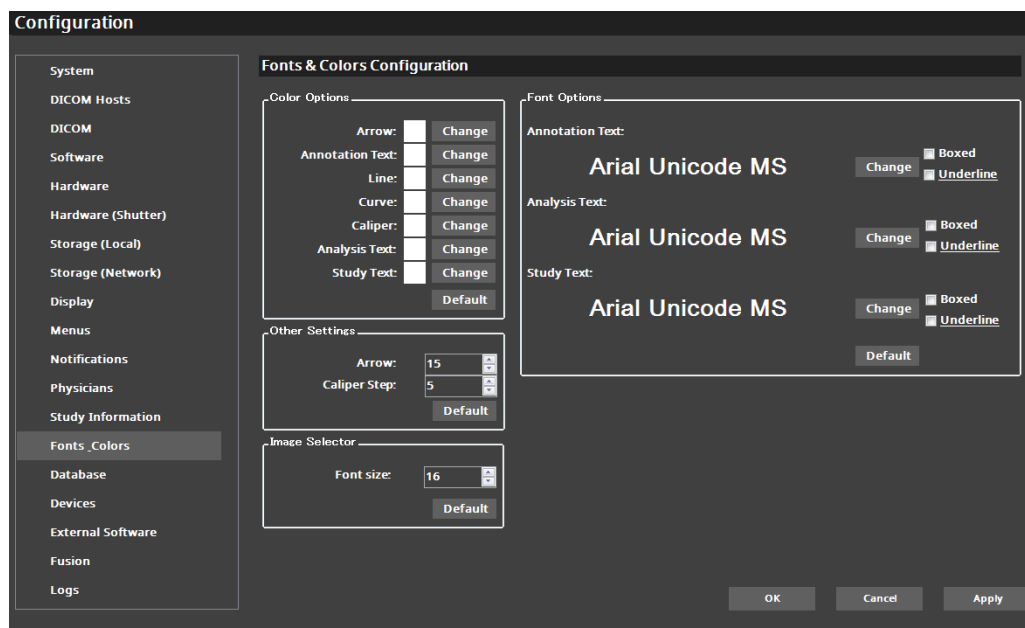 Configuration
System
DICOM Hosts
DICOM
Software
Hardware
Hardware (Shutter)
Storage (Local)
Storage (Network)
Display
Menus
Notifications
Physicians
Study Information
Fonts _Colors
Database
Devices
External Software
Fusion
Logs
Fonts & Colors Configuration
Color Options
Arrow: Change
Annotation Text: Change
Line: Change
Curve: Change
Caliper: Change
Analysis Text: Change
Study Text: Change
Default
Other Settings
Arrow: 15
Caliper Step: 5
Default
Image Selector
Font size: 16
Default
Font Options
Annotation Text:
Arial Unicode MS Change Boxed
Underline
Analysis Text:
Arial Unicode MS Change Boxed
Underline
Study Text:
Arial Unicode MS Change Boxed
Underline
Default
OK Cancel Apply